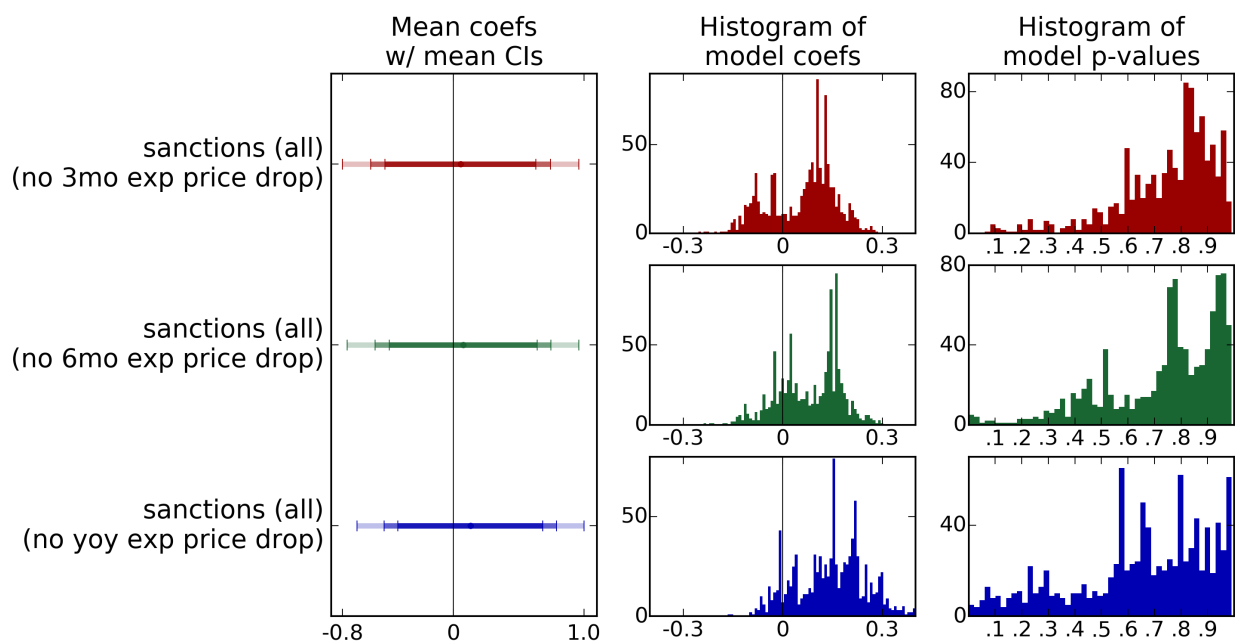 Mean coefs
w/ mean CIs
Histogram of
model coefs
Histogram of
model p-values
sanctions (all)
(no 3mo exp price drop)
50
0
-0.3 0 0.3
80
40
0
.1 .2 .3 .4 .5 .6 .7 .8 .9
sanctions (all)
(no 6mo exp price drop)
50
0
-0.3 0 0.3
80
40
0
.1 .2 .3 .4 .5 .6 .7 .8 .9
sanctions (all)
(no yoy exp price drop)
-0.8 0 1.0
50
0
-0.3 0 0.3
40
0
.1 .2 .3 .4 .5 .6 .7 .8 .9